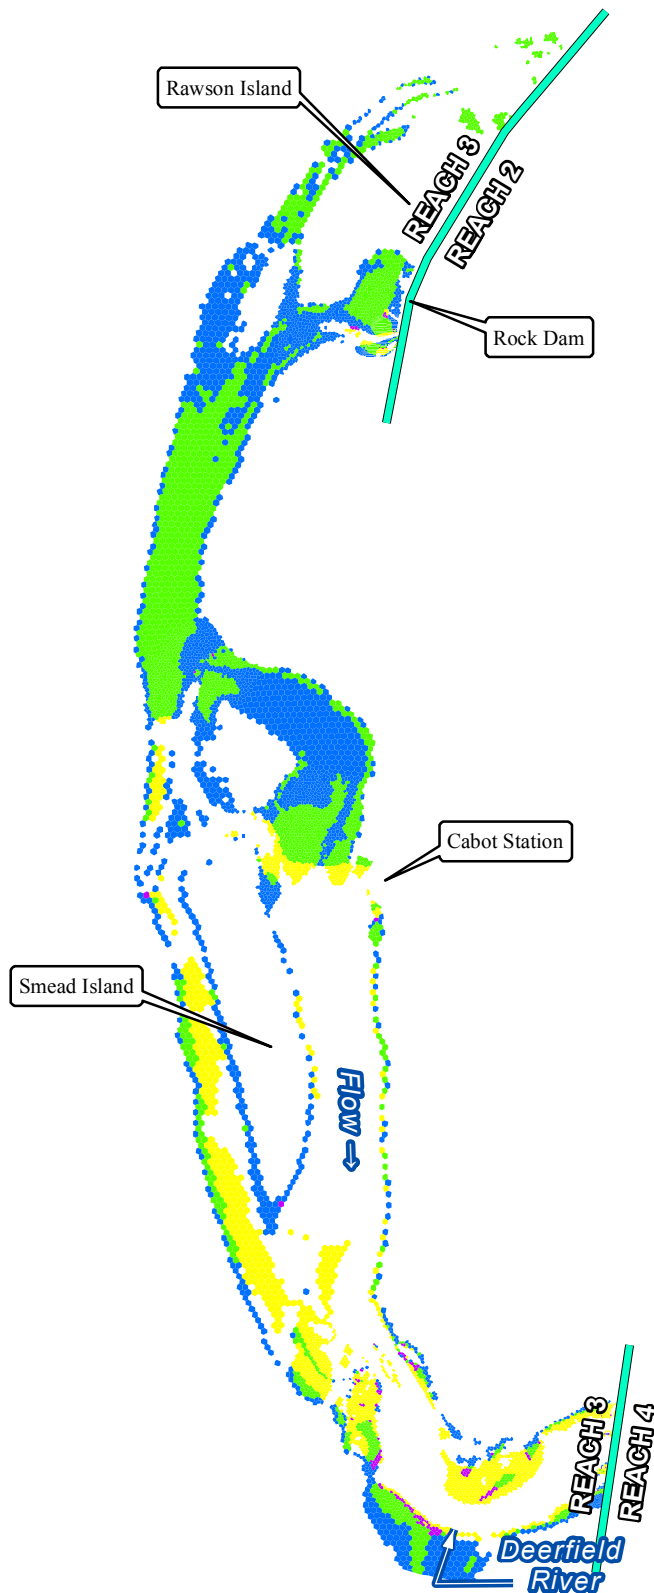 Rawson Island
REACH 3
REACH 2
Rock Dam
Cabot Station
Smead Island
Flow →
REACH 3
REACH 4
Deerfield
River